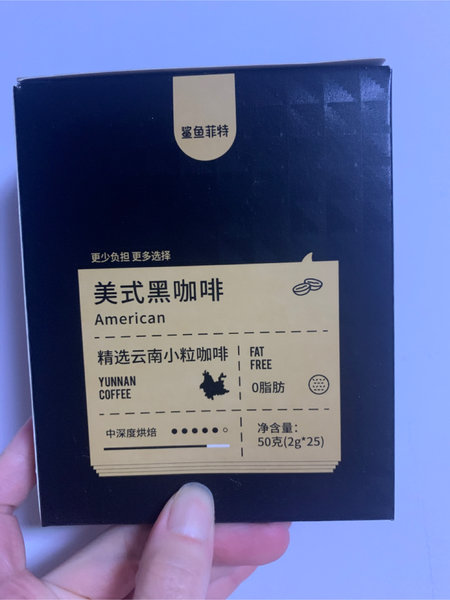 鲨鱼菲特
更少负担 更多选择
美式黑咖啡
American
精选云南小粒咖啡
YUNNAN
COFFEE
FAT
FREE
0脂肪
中深度烘焙
净含量：
50克(2g*25)